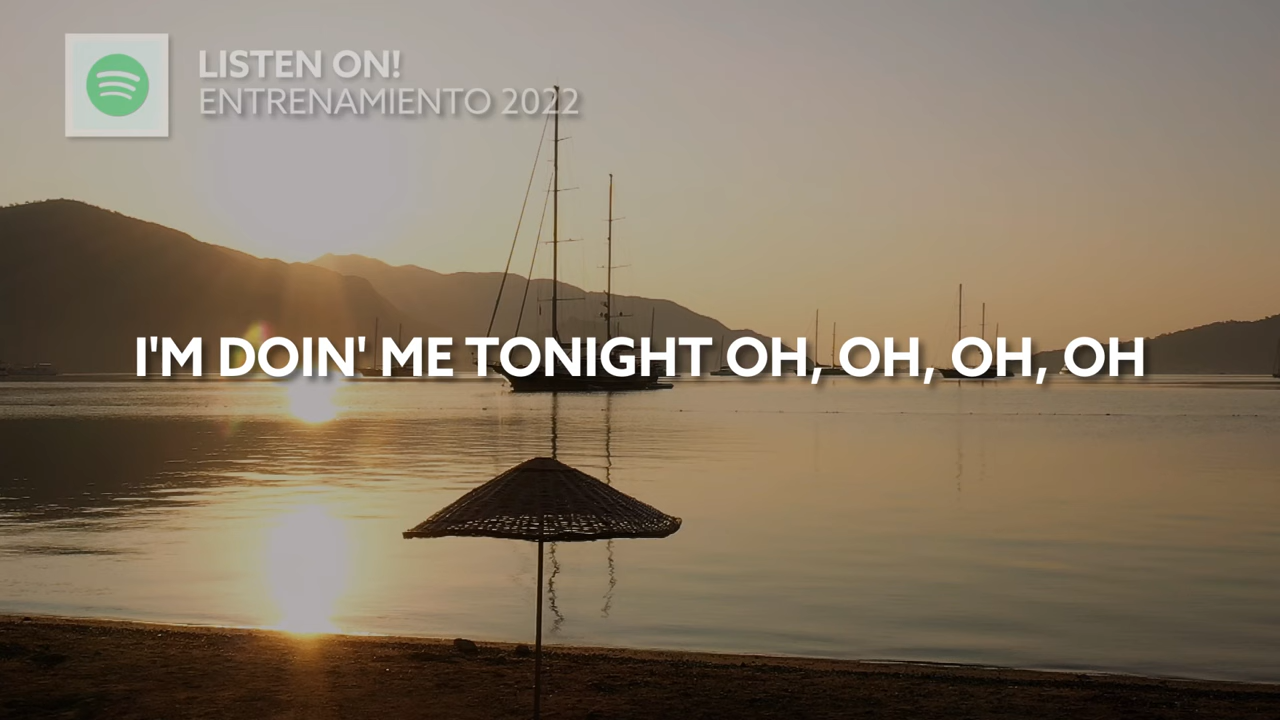 LISTEN ON!
ENTRENAMIENTO 2022
I'M DOIN' ME TONIGHT OH, OH, OH, OH